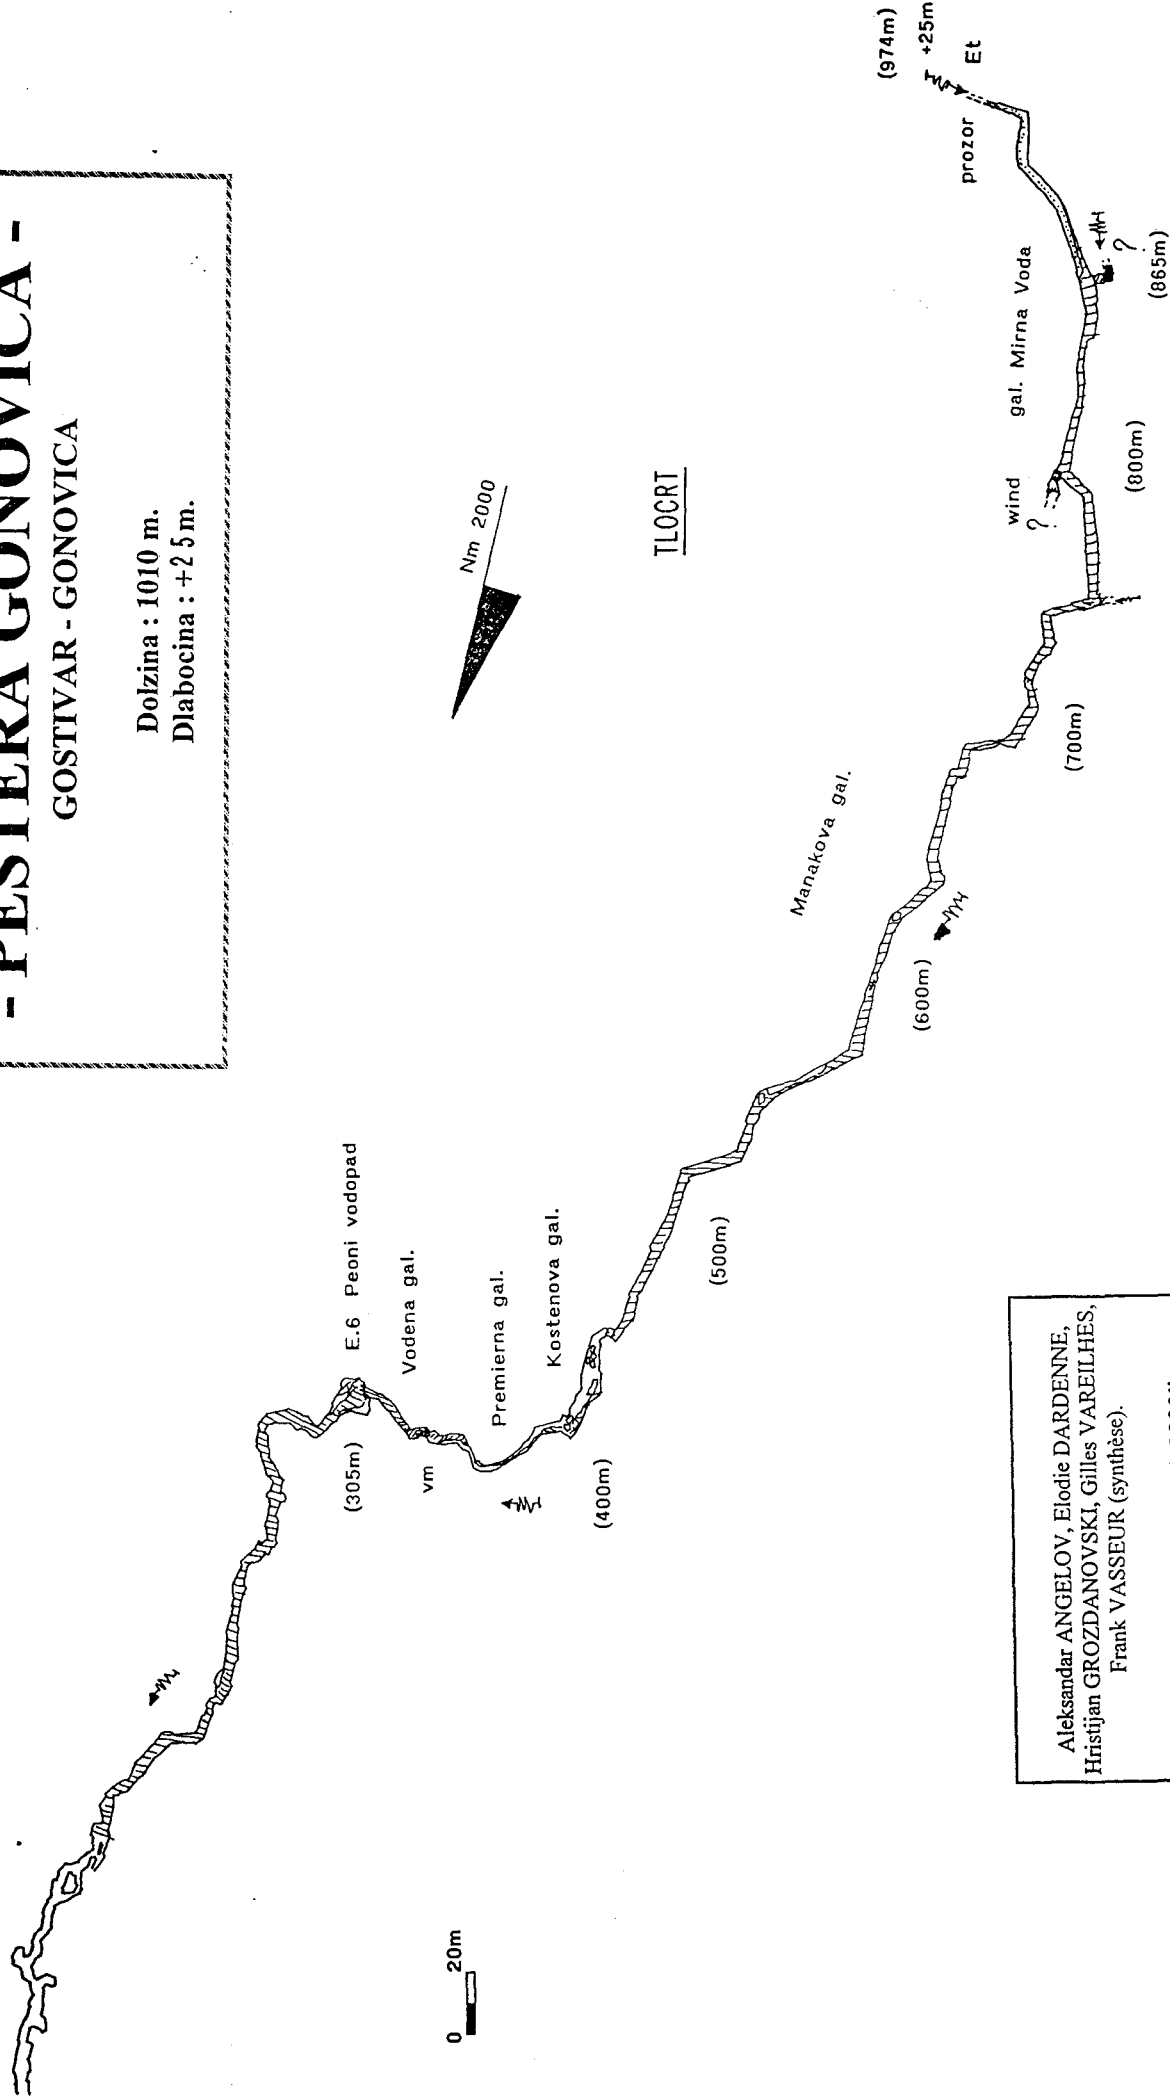 - PESTERA GONOVICA -
GOSTIVAR - GONOVICA
Dolzina : 1010 m.
Dlabocina : +25m.
Nm 2000
TLOCRT
0 20m
(305m)
E.6 Peoni vodopad
Vodena gal.
vm
Premierna gal.
Kostenova gal.
(400m)
(500m)
(600m)
Manakova gal.
(700m)
(800m)
wind
?
gal. Mirna Voda
?
(865m)
prozor
Et
+25m
(974m)
Aleksandar ANGELOV, Elodie DARDENNE,
Hristijan GROZDANOVSKI, Gilles VAREILHES,
Frank VASSEUR (synthèse).